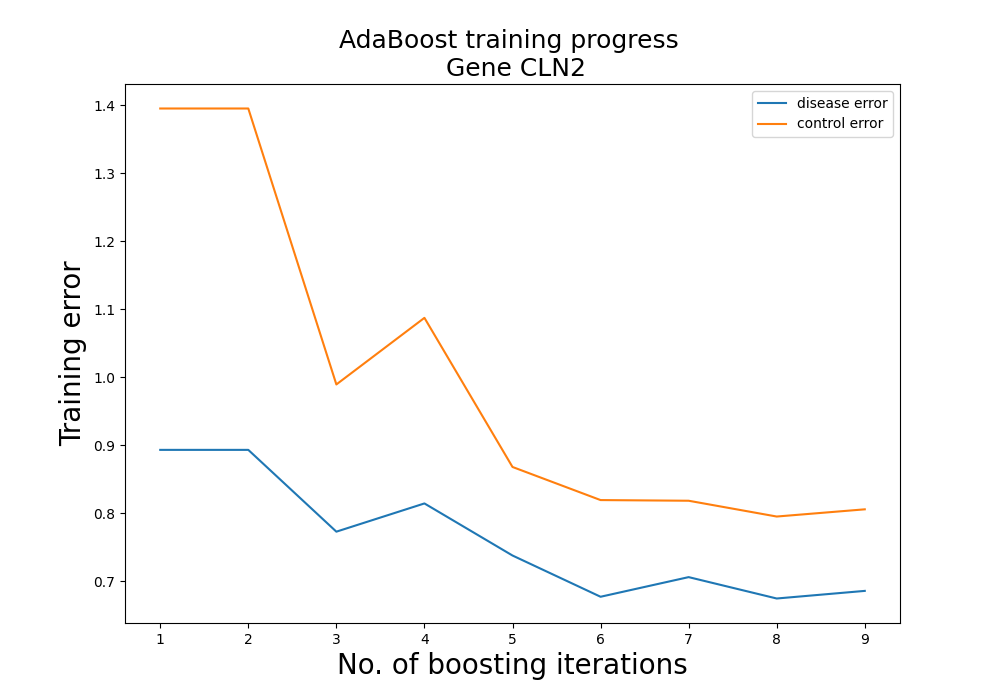 AdaBoost training progress
Gene CLN2
disease error
control error
1.4
1.3
1.2
1.1
1.0
0.9
0.8
0.7
Training error
1 2 3 4 5 6 7 8 9
No. of boosting iterations